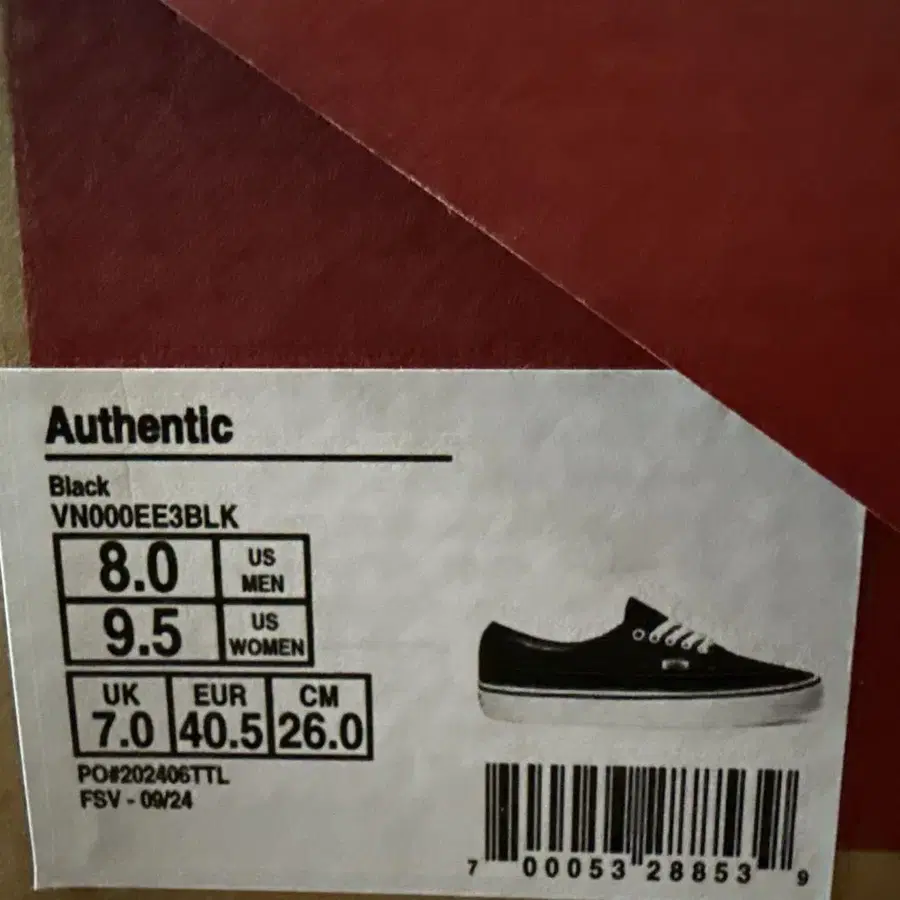 Authentic
Black
VN000EE3BLK
8.0 US MEN
9.5 US WOMEN
UK EUR CM
7.0 40.5 26.0
PO#202406TTL
FSV - 09/24
7 00053 28853 9